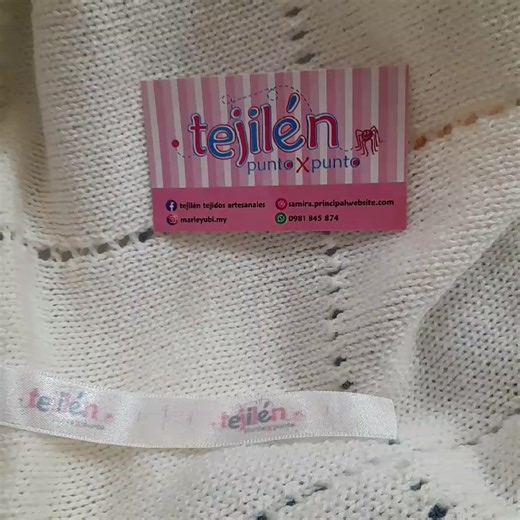 tejilén
punto X punto
tejilén tejidos artesanales
samira.principalwebsite.com
marleyubi.my
0981 845 874
tejilén
tejilén